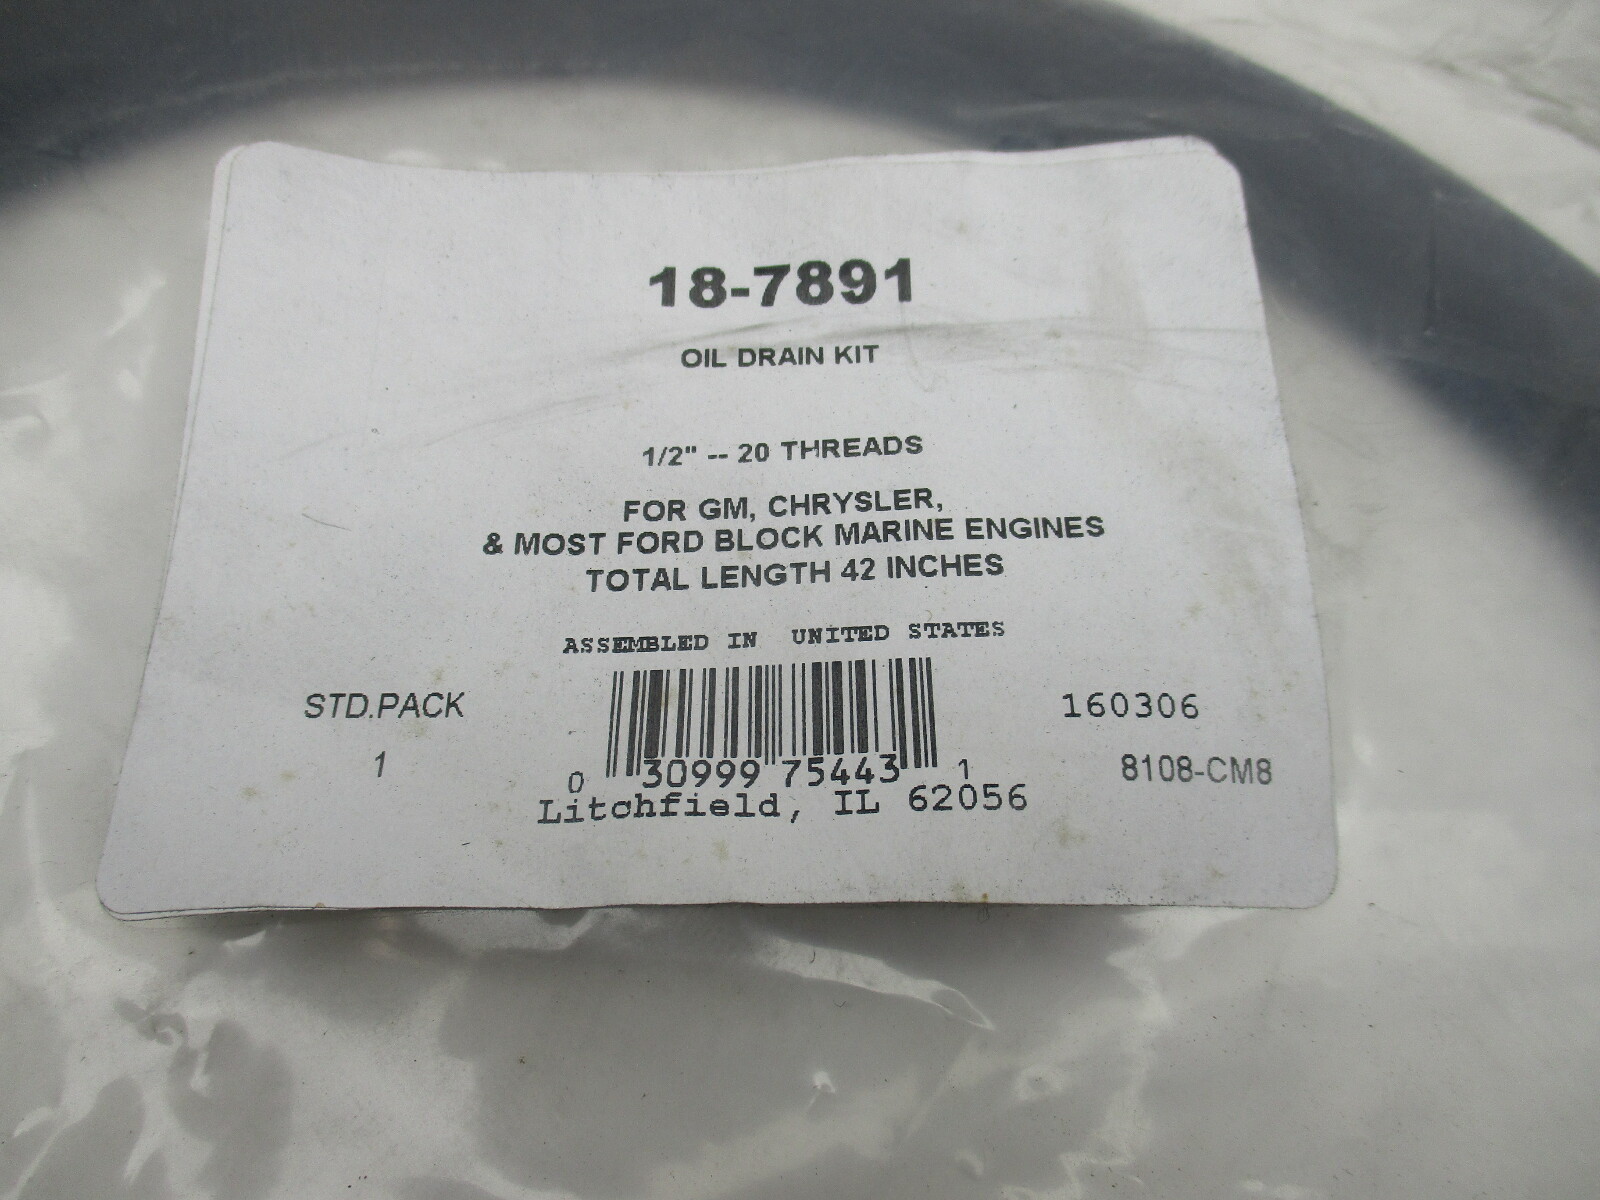 18-7891
OIL DRAIN KIT
1/2" -- 20 THREADS
FOR GM, CHRYSLER,
& MOST FORD BLOCK MARINE ENGINES
TOTAL LENGTH 42 INCHES
ASSEMBLED IN UNITED STATES
STD.PACK
1
0 30999 75443 1
Litchfield, IL 62056
160306
8108-CM8